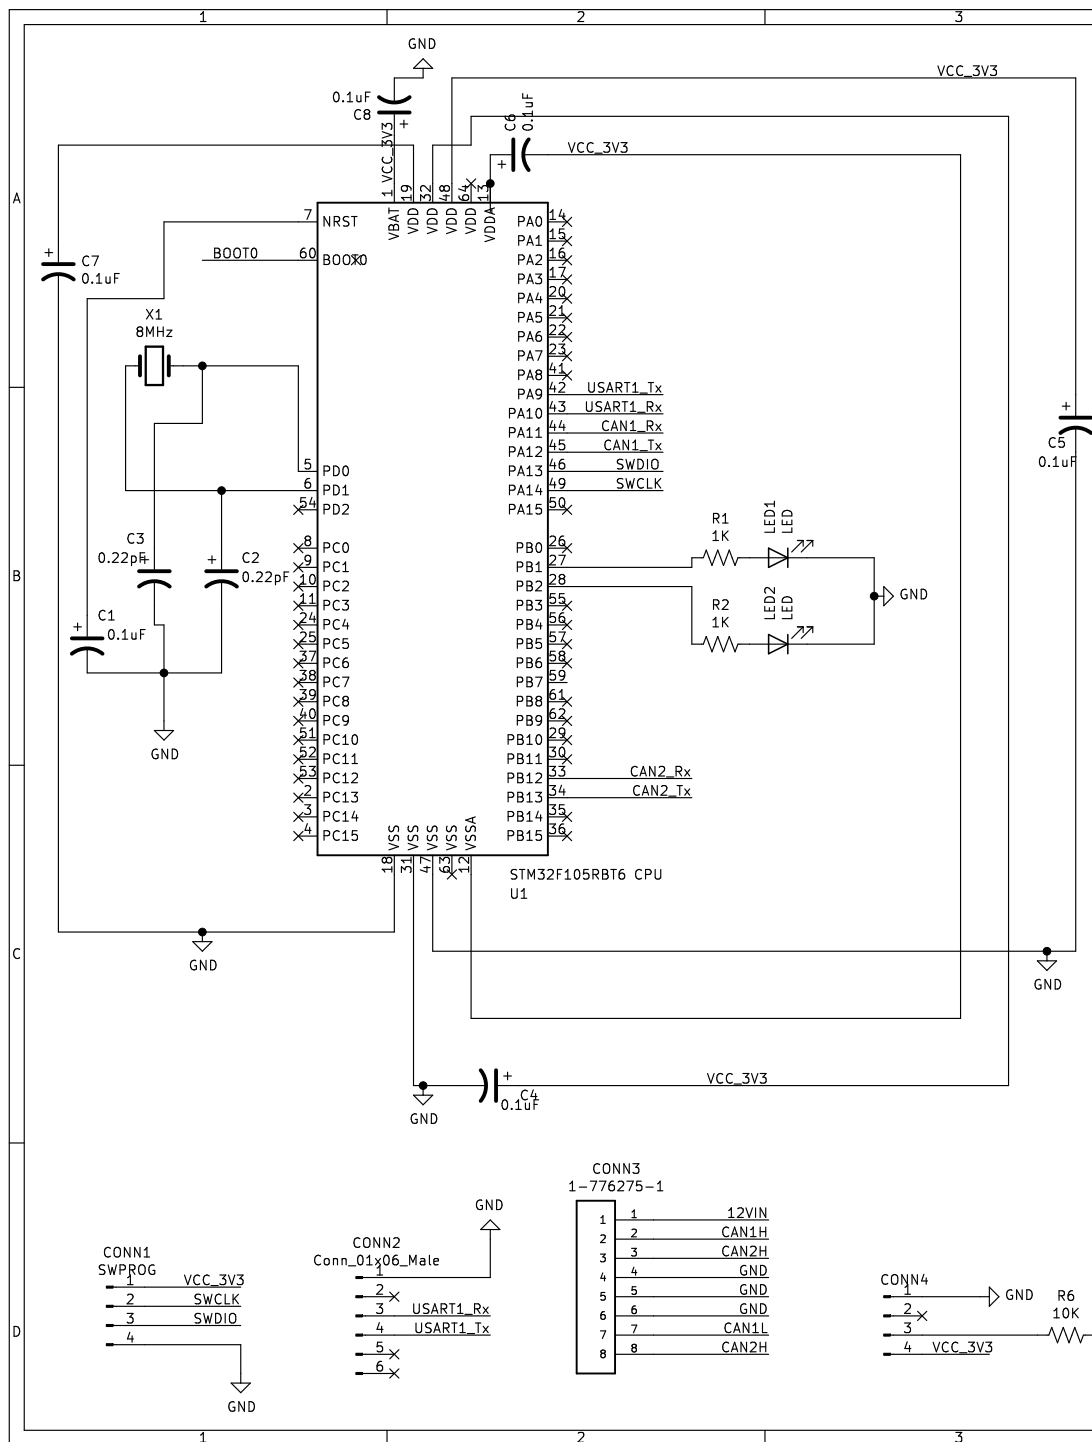 1 2 3
GND
VCC_3V3
0.1uF
C8
+
C6
0.1uF
+
VCC_3V3
VCC_3V3
A
1 19 32 48 64 13
VBAT VDD VDD VDD VDD VDDA
7 NRST
BOOT0 60 BOOT0
+ C7
0.1uF
X1
8MHz
5 PD0
6 PD1
54 PD2
8 PC0
9 PC1
10 PC2
11 PC3
24 PC4
25 PC5
37 PC6
38 PC7
39 PC8
40 PC9
51 PC10
52 PC11
53 PC12
2 PC13
3 PC14
4 PC15
PA0 14
PA1 15
PA2 16
PA3 17
PA4 20
PA5 21
PA6 22
PA7 23
PA8 41
PA9 42 USART1_Tx
PA10 43 USART1_Rx
PA11 44 CAN1_Rx
PA12 45 CAN1_Tx
PA13 46 SWDIO
PA14 49 SWCLK
PA15 50
PB0 26
PB1 27
PB2 28
PB3 55
PB4 56
PB5 57
PB6 58
PB7 59
PB8 61
PB9 62
PB10 29
PB11 30
PB12 33 CAN2_Rx
PB13 34 CAN2_Tx
PB14 35
PB15 36
+
C5
0.1uF
B
C3
0.22pF
+
+ C2
0.22pF
+ C1
0.1uF
GND
R1
1K
LED1
LED
R2
1K
LED2
LED
GND
VSS VSS VSS VSS VSSA
18 31 47 63 12
STM32F105RBT6 CPU
U1
C
GND
GND
GND
+
C4
0.1uF
VCC_3V3
D
CONN1
SWPROG
1 VCC_3V3
2 SWCLK
3 SWDIO
4
GND
GND
CONN2
Conn_01x06_Male
1
2
3 USART1_Rx
4 USART1_Tx
5
6
CONN3
1-776275-1
1 1 12VIN
2 2 CAN1H
3 3 CAN2H
4 4 GND
5 5 GND
6 6 GND
7 7 CAN1L
8 8 CAN2H
CONN4
1 GND
2
3
4 VCC_3V3
R6
10K
1 2 3